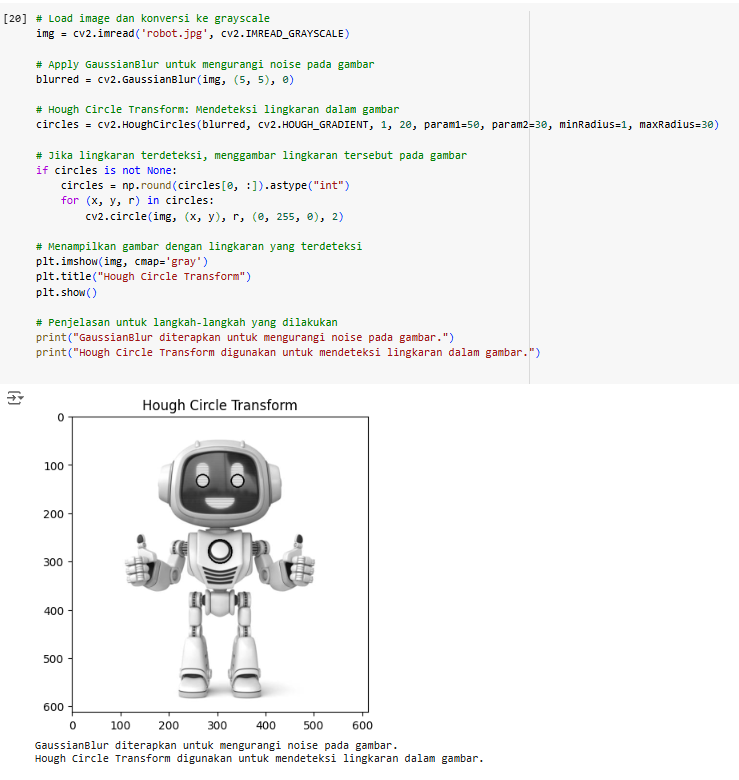 [20] # Load image dan konversi ke grayscale
img = cv2.imread('robot.jpg', cv2.IMREAD_GRAYSCALE)
# Apply GaussianBlur untuk mengurangi noise pada gambar
blurred = cv2.GaussianBlur(img, (5, 5), 0)
# Hough Circle Transform: Mendeteksi lingkaran dalam gambar
circles = cv2.HoughCircles(blurred, cv2.HOUGH_GRADIENT, 1, 20, param1=50, param2=30, minRadius=1, maxRadius=30)
# Jika lingkaran terdeteksi, menggambar lingkaran tersebut pada gambar
if circles is not None:
    circles = np.round(circles[0, :]).astype("int")
    for (x, y, r) in circles:
        cv2.circle(img, (x, y), r, (0, 255, 0), 2)
# Menampilkan gambar dengan lingkaran yang terdeteksi
plt.imshow(img, cmap='gray')
plt.title("Hough Circle Transform")
plt.show()
# Penjelasan untuk langkah-langkah yang dilakukan
print("GaussianBlur diterapkan untuk mengurangi noise pada gambar.")
print("Hough Circle Transform digunakan untuk mendeteksi lingkaran dalam gambar.")
Hough Circle Transform
0
100
200
300
400
500
600
0 100 200 300 400 500 600
GaussianBlur diterapkan untuk mengurangi noise pada gambar.
Hough Circle Transform digunakan untuk mendeteksi lingkaran dalam gambar.